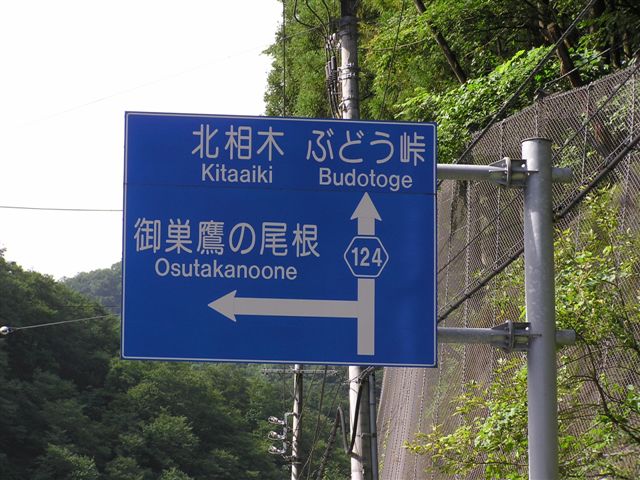 北相木 ぶどう峠
Kitaaiki Budotoge
御巣鷹の尾根
Osutakanoone
124